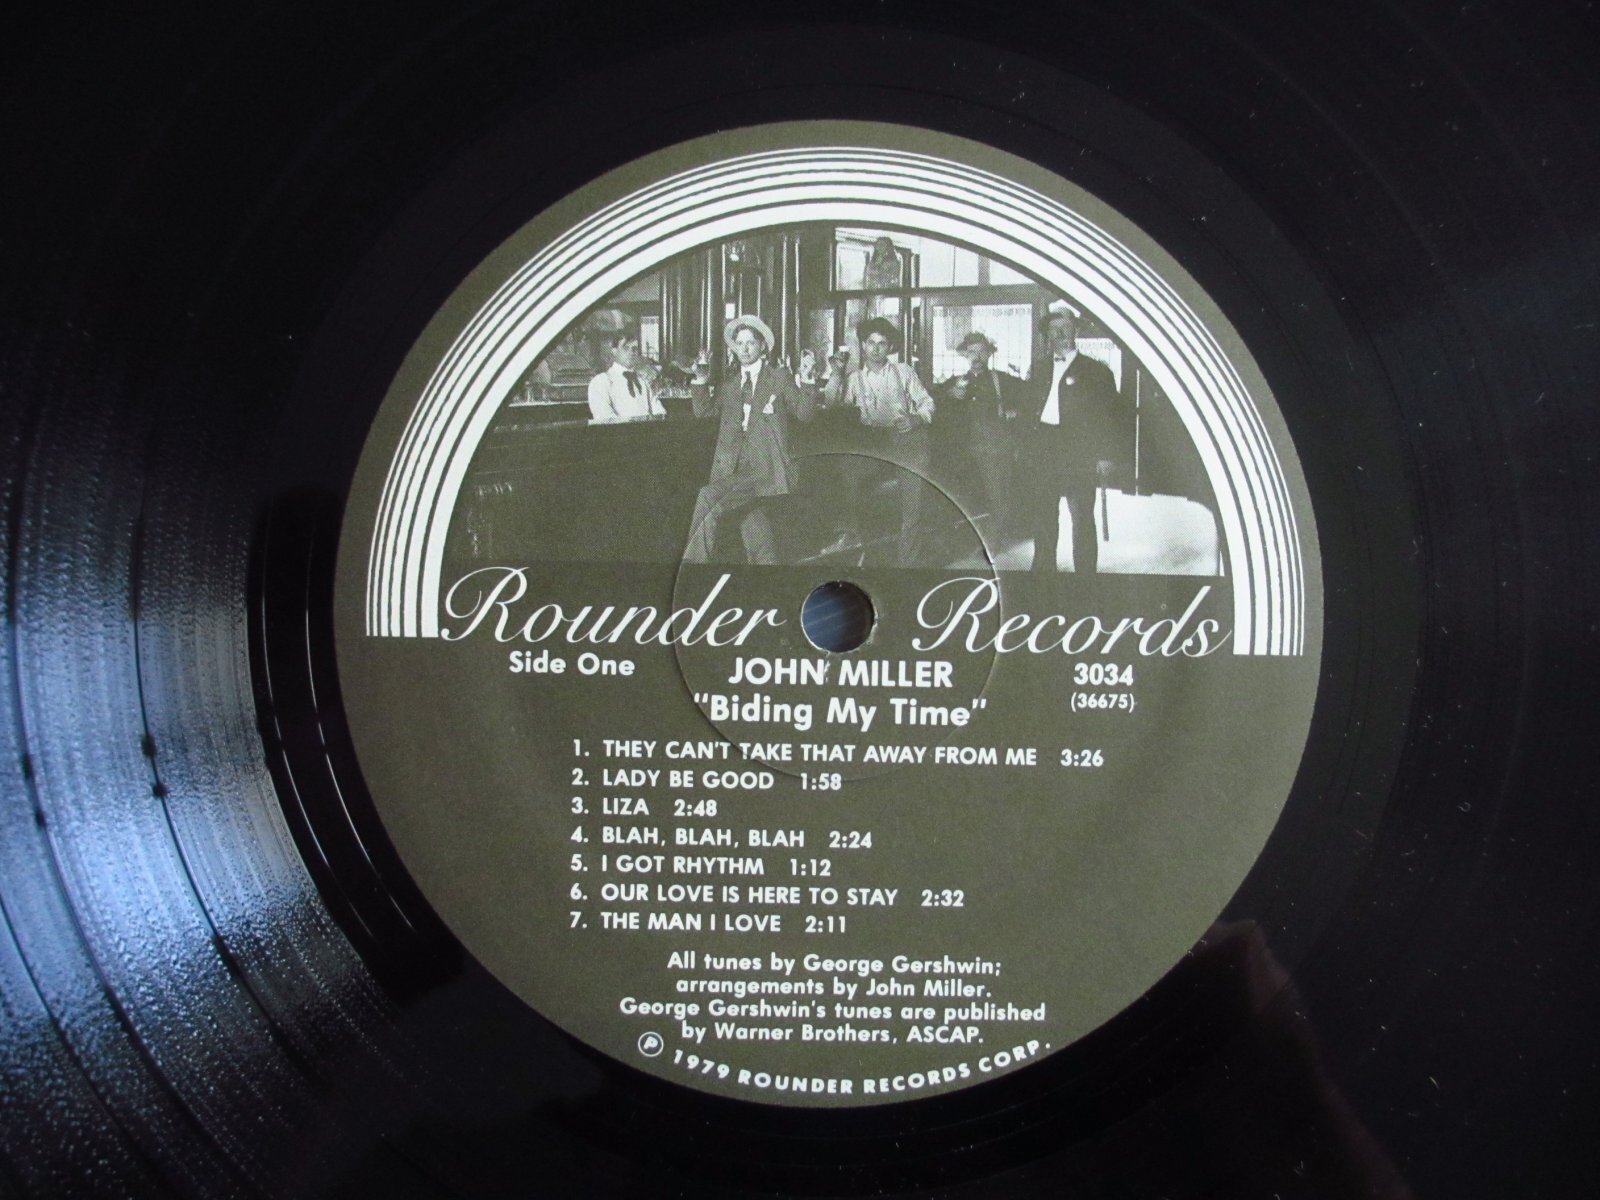 Rounder Records
Side One JOHN MILLER 3034
"Biding My Time" (36675)
1. THEY CAN'T TAKE THAT AWAY FROM ME 3:26
2. LADY BE GOOD 1:58
3. LIZA 2:48
4. BLAH, BLAH, BLAH 2:24
5. I GOT RHYTHM 1:12
6. OUR LOVE IS HERE TO STAY 2:32
7. THE MAN I LOVE 2:11
All tunes by George Gershwin;
arrangements by John Miller.
George Gershwin's tunes are published
by Warner Brothers, ASCAP.
Ⓟ 1979 ROUNDER RECORDS CORP.